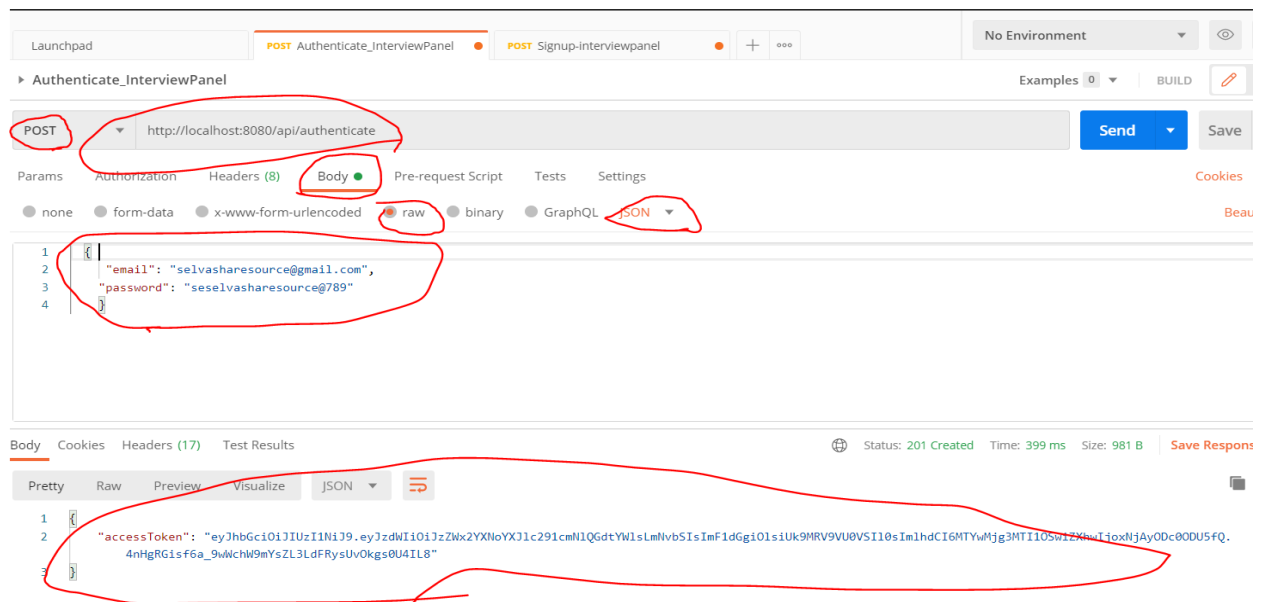 Launchpad POST Authenticate_InterviewPanel POST Signup-interviewpanel No Environment
Authenticate_InterviewPanel Examples 0 BUILD
POST http://localhost:8080/api/authenticate Send Save
Params Authorization Headers (8) Body Pre-request Script Tests Settings Cookies
none form-data x-www-form-urlencoded raw binary GraphQL JSON Beau
1 {
2 "email": "selvasharesource@gmail.com",
3 "password": "seselvasharesource@789"
4 }
Body Cookies Headers (17) Test Results Status: 201 Created Time: 399 ms Size: 981 B Save Respons
Pretty Raw Preview Visualize JSON
1 {
2 "accessToken": "eyJhbGciOiJIUzI1NiJ9.eyJzdWIiOiJzZWx2YXNoYXJlc291cmNlQGdtYWlsLmNvbSIsImF1dGgiOlsiUk9MRV9VU0VSIl0sImlhdCI6MTYwMjg3MTI1OSwiZXhwIjoxNjAyODc0ODU5fQ.
4nHgRGisf6a_9wWchW9mYsZL3LdFRysUvOkgs0U4IL8"
3 }